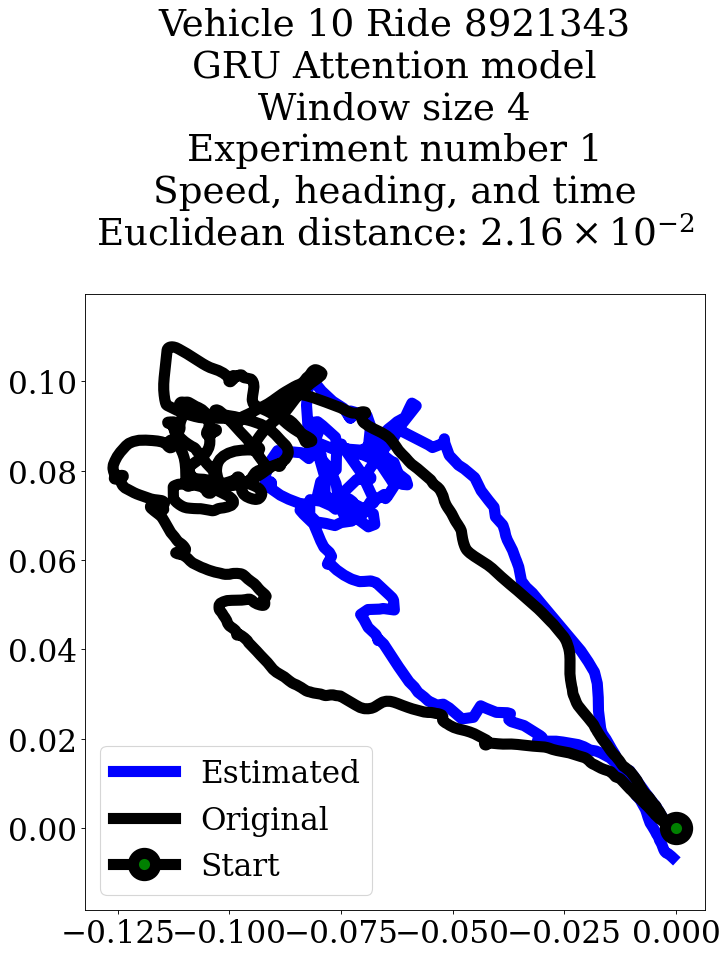 Vehicle 10 Ride 8921343
GRU Attention model
Window size 4
Experiment number 1
Speed, heading, and time
Euclidean distance: 2.16 × 10⁻²
0.10
0.08
0.06
0.04
0.02
0.00
Estimated
Original
Start
−0.125 −0.100 −0.075 −0.050 −0.025 0.000